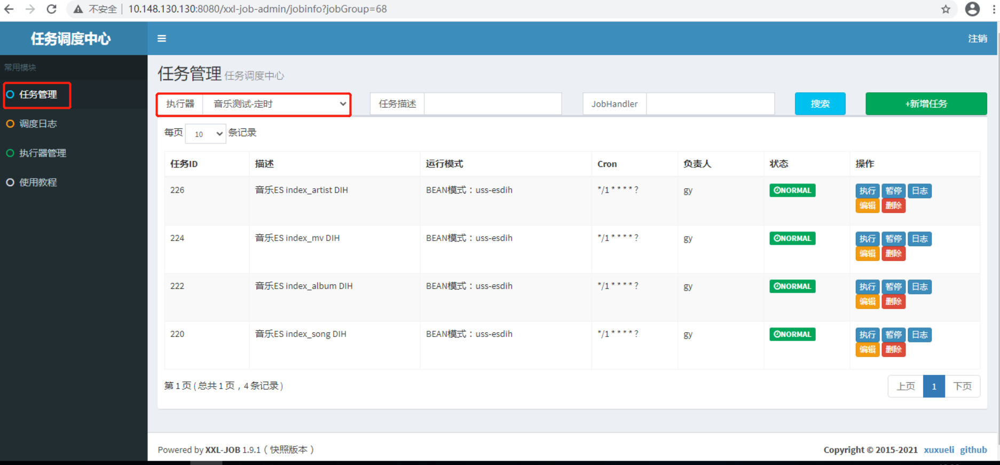 不安全 10.148.130.130:8080/xxl-job-admin/jobinfo?jobGroup=68
任务调度中心
注销
常用模块
任务管理
调度日志
执行器管理
使用教程
任务管理 任务调度中心
执行器 音乐测试-定时 任务描述 JobHandler 搜索 +新增任务
每页 10 条记录
任务ID 描述 运行模式 Cron 负责人 状态 操作
226 音乐ES index_artist DIH BEAN模式：uss-esdih */1 * * * * ? gy NORMAL 执行 暂停 日志
编辑 删除
224 音乐ES index_mv DIH BEAN模式：uss-esdih */1 * * * * ? gy NORMAL 执行 暂停 日志
编辑 删除
222 音乐ES index_album DIH BEAN模式：uss-esdih */1 * * * * ? gy NORMAL 执行 暂停 日志
编辑 删除
220 音乐ES index_song DIH BEAN模式：uss-esdih */1 * * * * ? gy NORMAL 执行 暂停 日志
编辑 删除
第 1 页 ( 总共 1 页，4 条记录 )
上页 1 下页
Powered by XXL-JOB 1.9.1（快照版本）
Copyright © 2015-2021 xuxueli github